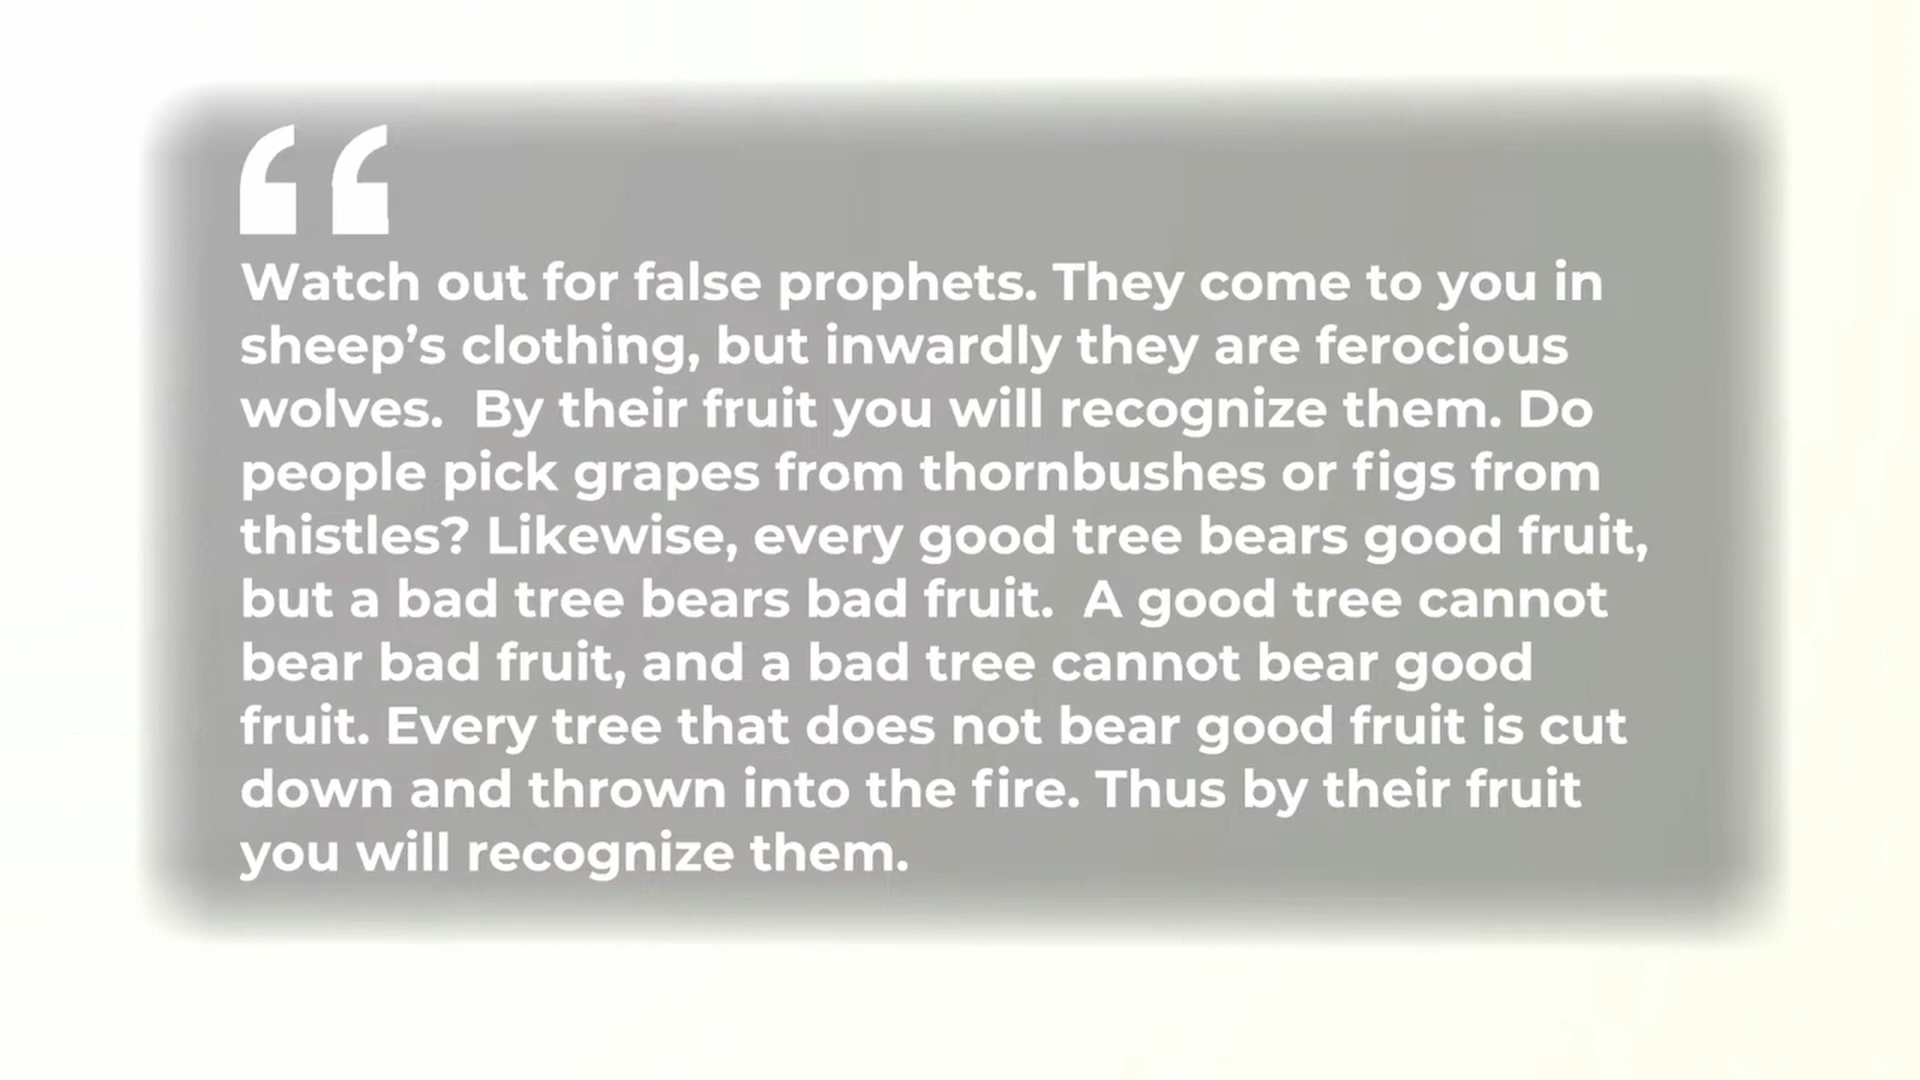 “
Watch out for false prophets. They come to you in
sheep’s clothing, but inwardly they are ferocious
wolves.  By their fruit you will recognize them. Do
people pick grapes from thornbushes or figs from
thistles? Likewise, every good tree bears good fruit,
but a bad tree bears bad fruit.  A good tree cannot
bear bad fruit, and a bad tree cannot bear good
fruit. Every tree that does not bear good fruit is cut
down and thrown into the fire. Thus by their fruit
you will recognize them.